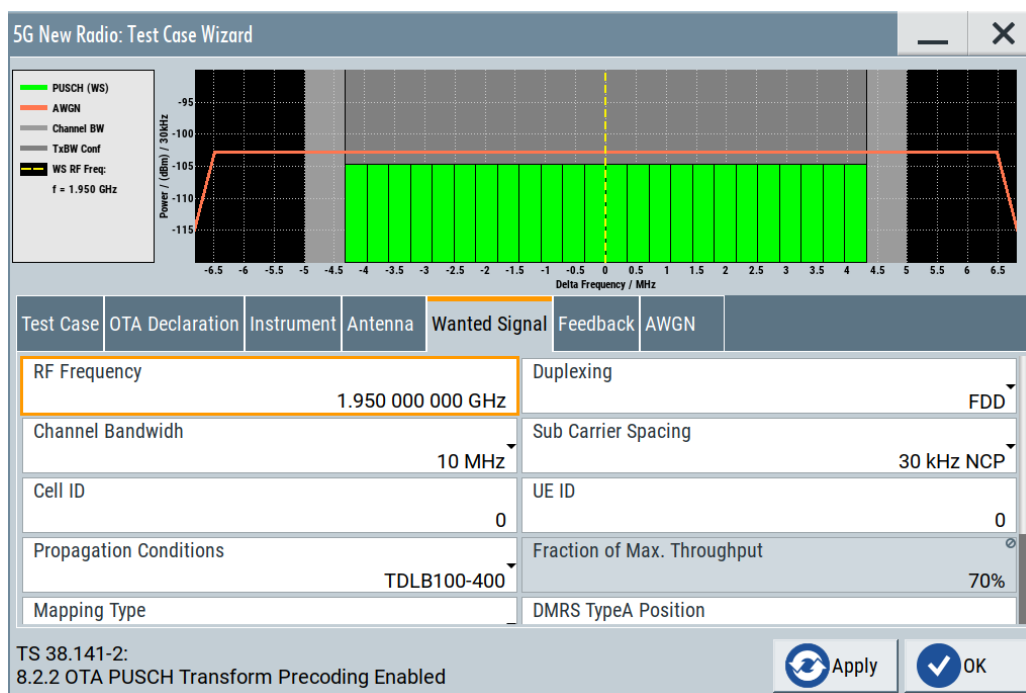 5G New Radio: Test Case Wizard
PUSCH (WS)
AWGN
Channel BW
TxBW Conf
WS RF Freq:
f = 1.950 GHz
Power / (dBm) / 30kHz
-95
-100
-105
-110
-115
-6.5 -6 -5.5 -5 -4.5 -4 -3.5 -3 -2.5 -2 -1.5 -1 -0.5 0 0.5 1 1.5 2 2.5 3 3.5 4 4.5 5 5.5 6 6.5
Delta Frequency / MHz
Test Case OTA Declaration Instrument Antenna Wanted Signal Feedback AWGN
RF Frequency
1.950 000 000 GHz
Duplexing
FDD
Channel Bandwidh
10 MHz
Sub Carrier Spacing
30 kHz NCP
Cell ID
0
UE ID
0
Propagation Conditions
TDLB100-400
Fraction of Max. Throughput
70%
Mapping Type
DMRS TypeA Position
TS 38.141-2:
8.2.2 OTA PUSCH Transform Precoding Enabled
Apply
OK